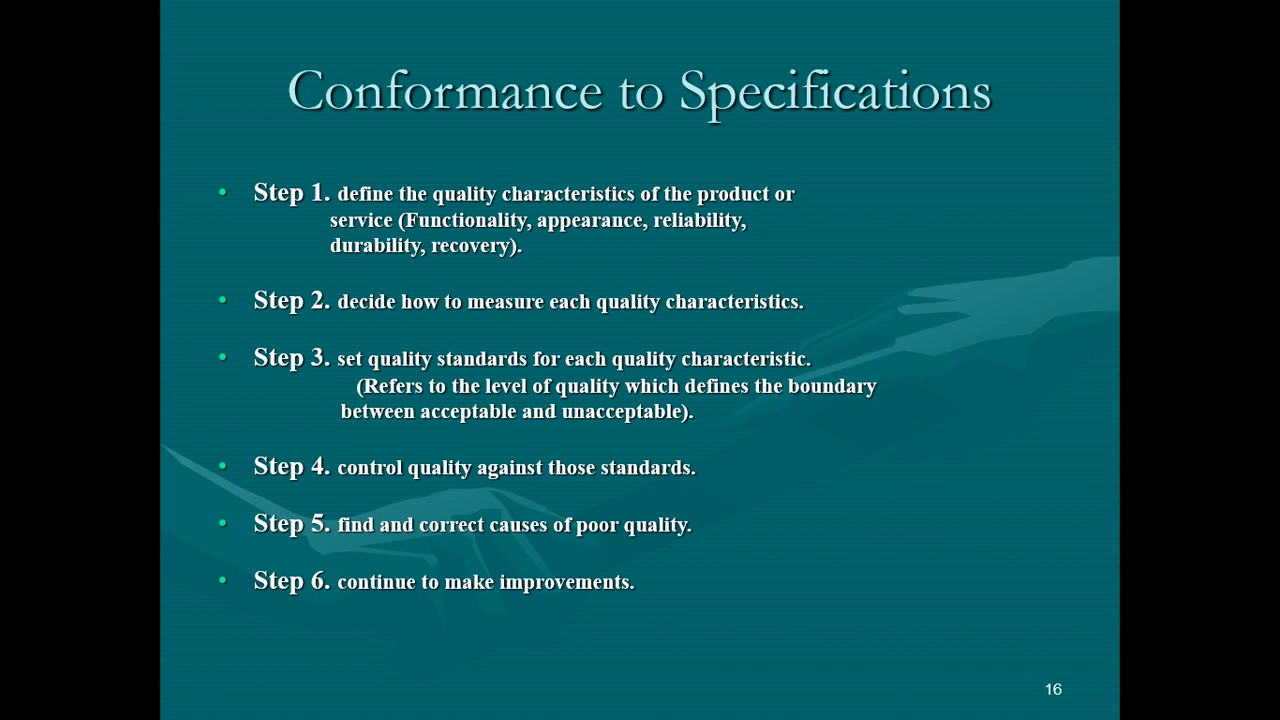 Conformance to Specifications
• Step 1. define the quality characteristics of the product or
service (Functionality, appearance, reliability,
durability, recovery).
• Step 2. decide how to measure each quality characteristics.
• Step 3. set quality standards for each quality characteristic.
(Refers to the level of quality which defines the boundary
between acceptable and unacceptable).
• Step 4. control quality against those standards.
• Step 5. find and correct causes of poor quality.
• Step 6. continue to make improvements.
16